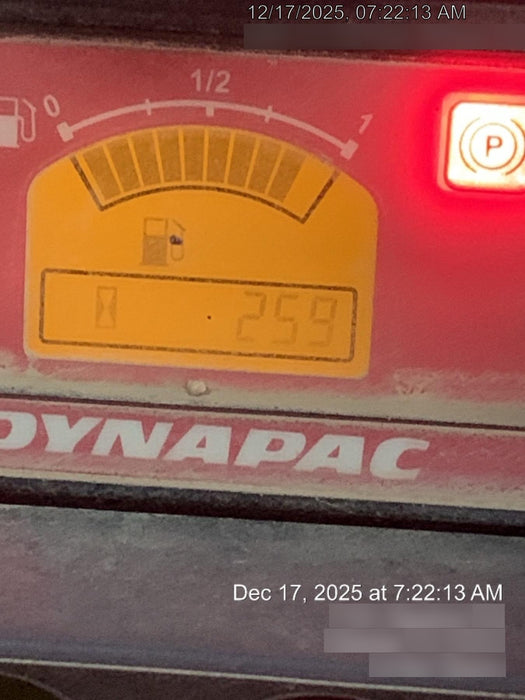 12/17/2025, 07:22:13 AM
0 1/2 1
P
259
DYNAPAC
Dec 17, 2025 at 7:22:13 AM